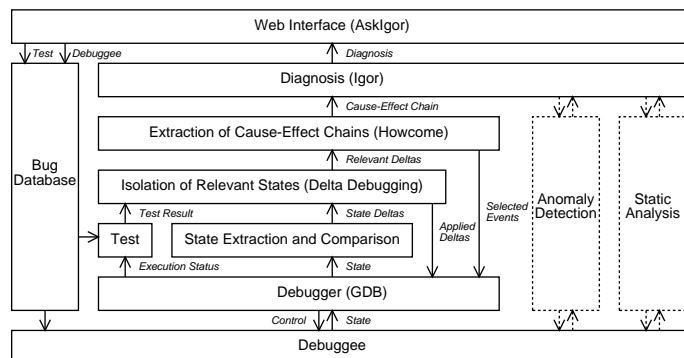 Web Interface (AskIgor)
Test
Debuggee
Diagnosis
Diagnosis (Igor)
Cause-Effect Chain
Extraction of Cause-Effect Chains (Howcome)
Relevant Deltas
Bug
Database
Isolation of Relevant States (Delta Debugging)
Anomaly
Detection
Static
Analysis
Test Result
State Deltas
Applied
Deltas
Selected
Events
Test
State Extraction and Comparison
Execution Status
State
Debugger (GDB)
Control
State
Debuggee